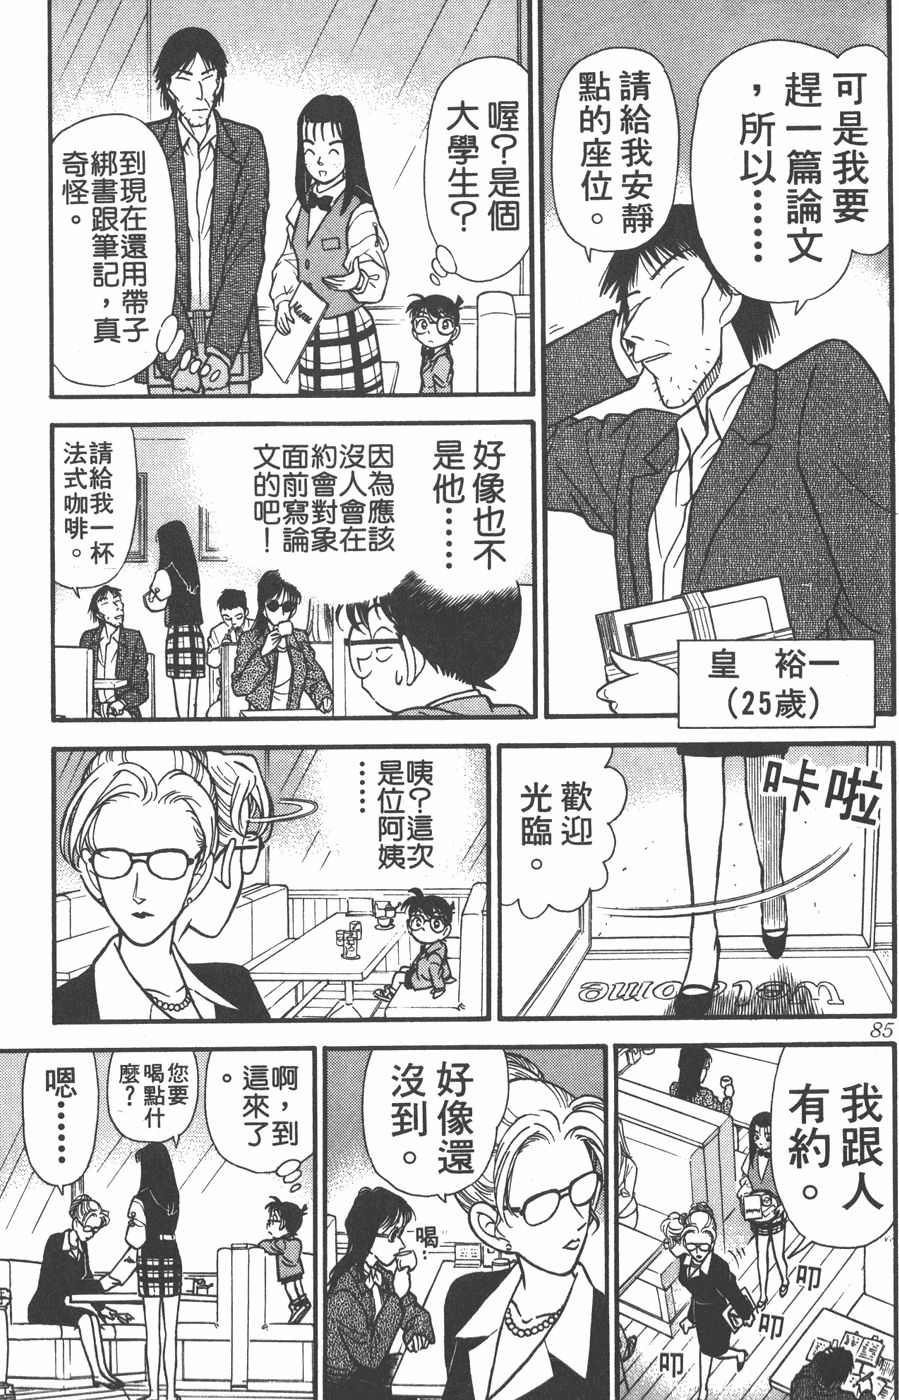 可是我要
趕一篇論文
，所以……
請給我安靜
點的座位。
皇　裕一
（25歲）
喔？是個
大學生？
到現在還用帶子
綁書跟筆記，真
奇怪。
好像也不
是他……
因為應該
沒人會在
約會對象
面前寫論
文的吧！
請給我一杯
法式咖啡。
咔啦
歡迎
光臨。
Welcome
咦？這次
是位阿姨
……
85
我跟人
有約。
叩
叩
叩
好像還
沒到。
喝
啊，到
這來了
。
您要
喝點什
麼？
嗯……